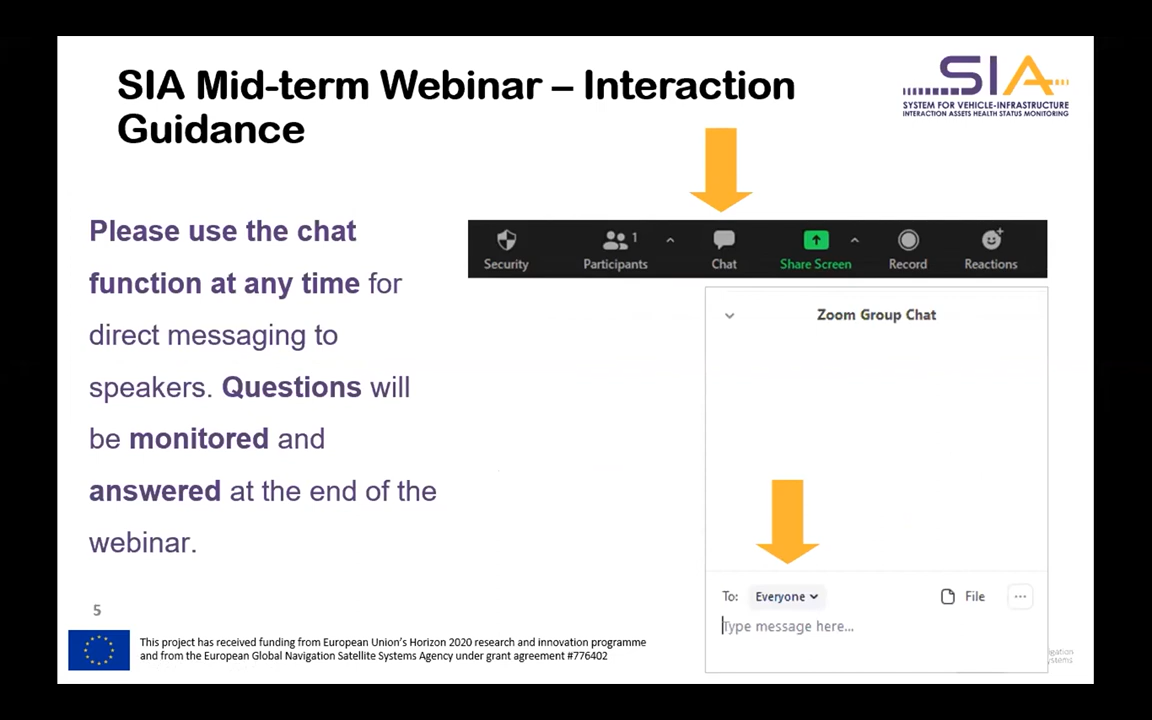 SIA Mid-term Webinar – Interaction
Guidance
SIA
SYSTEM FOR VEHICLE-INFRASTRUCTURE
INTERACTION ASSETS HEALTH STATUS MONITORING
Please use the chat
function at any time for
direct messaging to
speakers. Questions will
be monitored and
answered at the end of the
webinar.
Security
Participants 1
Chat
Share Screen
Record
Reactions
Zoom Group Chat
To: Everyone
File
Type message here...
5
This project has received funding from European Union's Horizon 2020 research and innovation programme
and from the European Global Navigation Satellite Systems Agency under grant agreement #776402